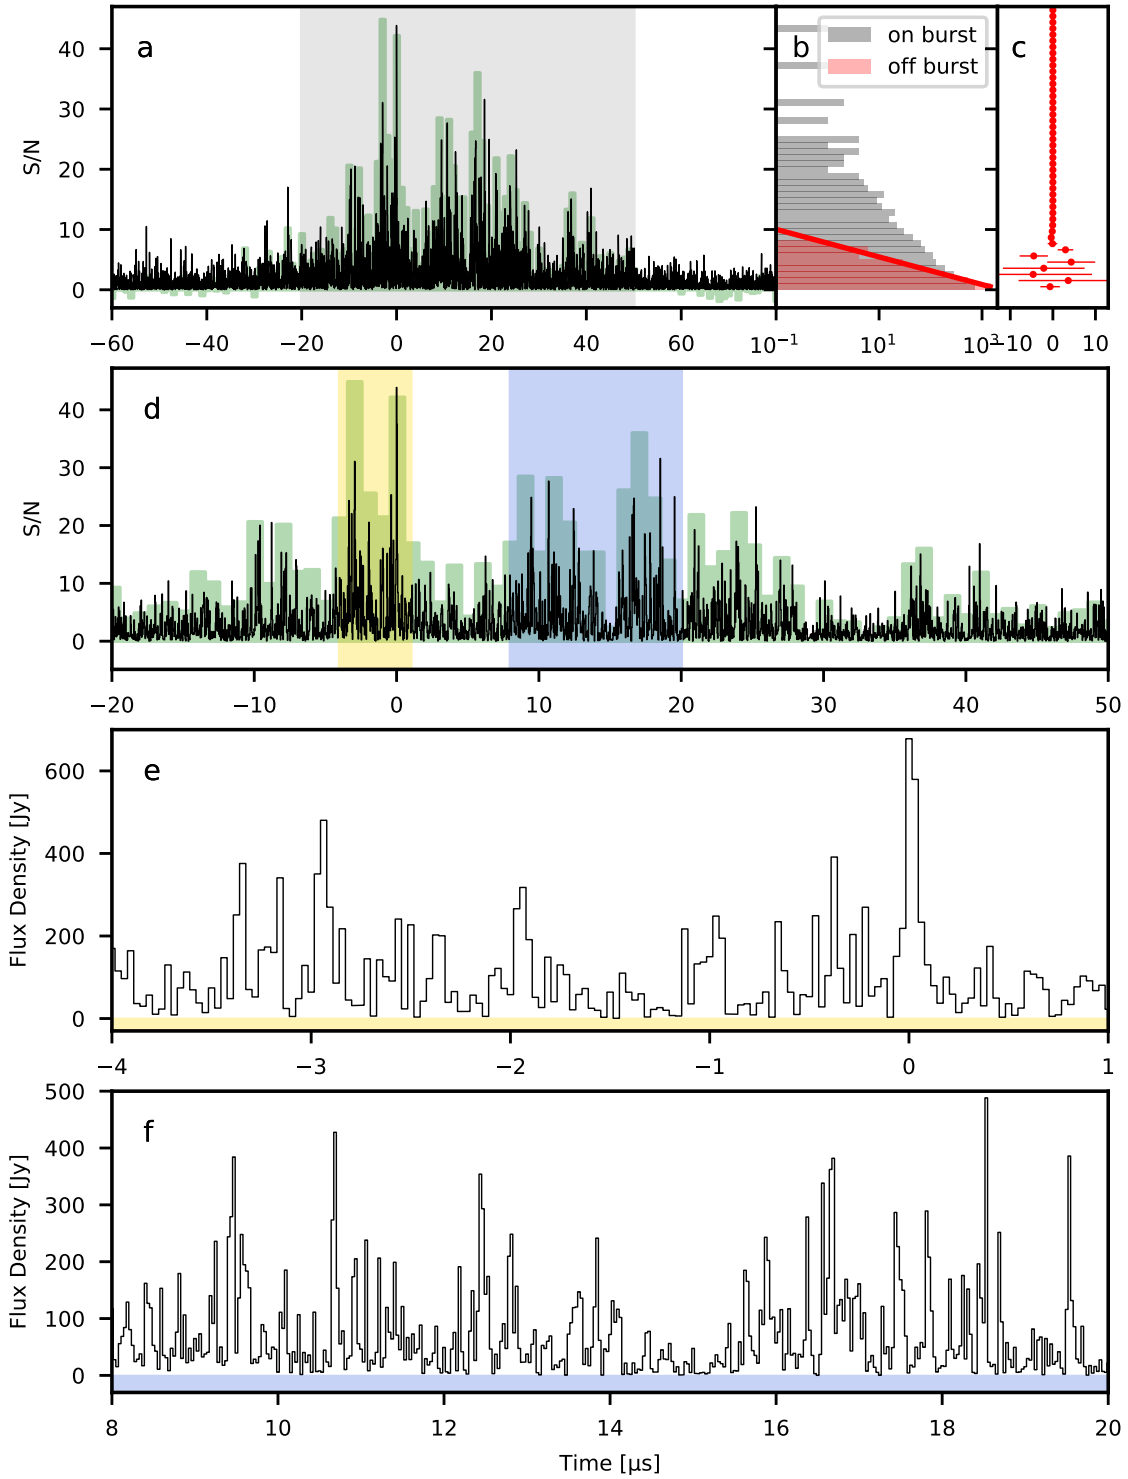 a
b
c
on burst
off burst
S/N
40
30
20
10
0
−60 −40 −20 0 20 40 60 10⁻¹ 10¹ 10³ −10 0 10
d
S/N
40
30
20
10
0
−20 −10 0 10 20 30 40 50
e
Flux Density [Jy]
600
400
200
0
−4 −3 −2 −1 0 1
f
Flux Density [Jy]
500
400
300
200
100
0
8 10 12 14 16 18 20
Time [µs]